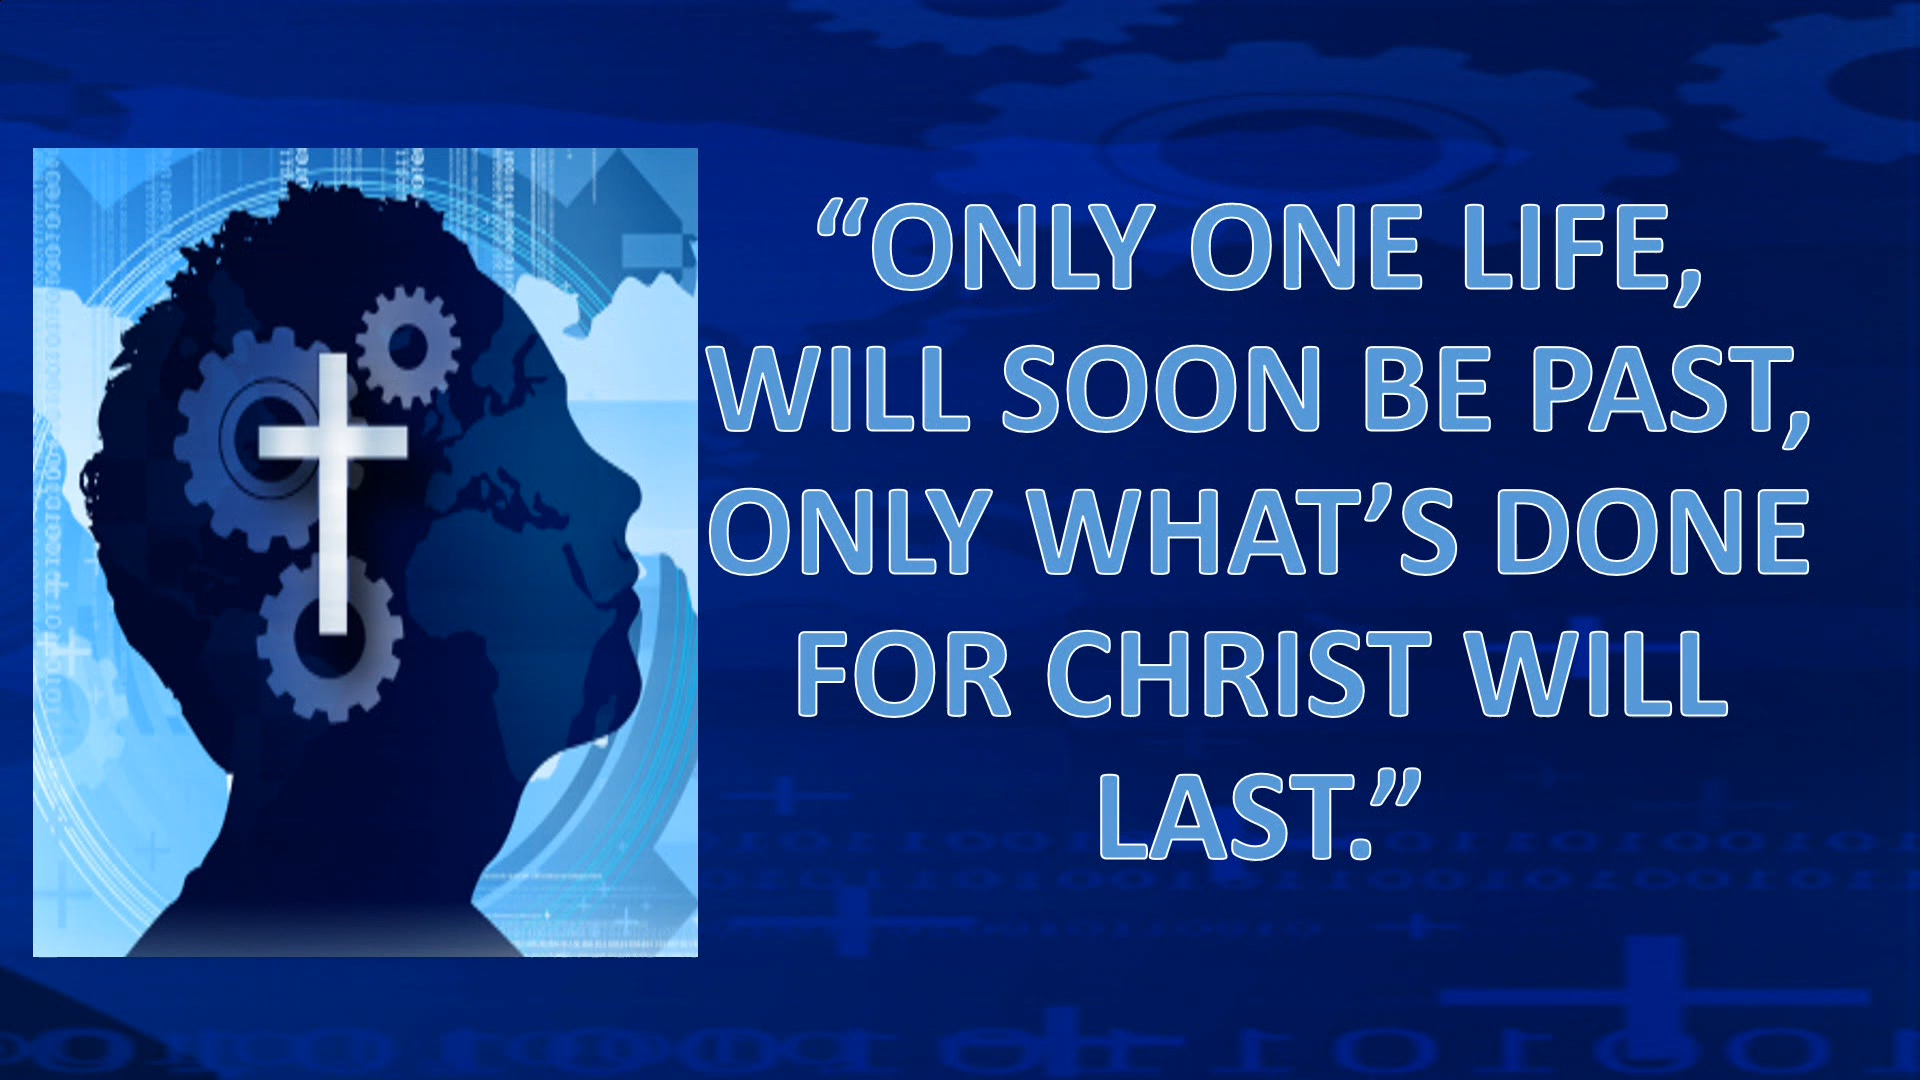 “ONLY ONE LIFE,
WILL SOON BE PAST,
ONLY WHAT’S DONE
FOR CHRIST WILL
LAST.”